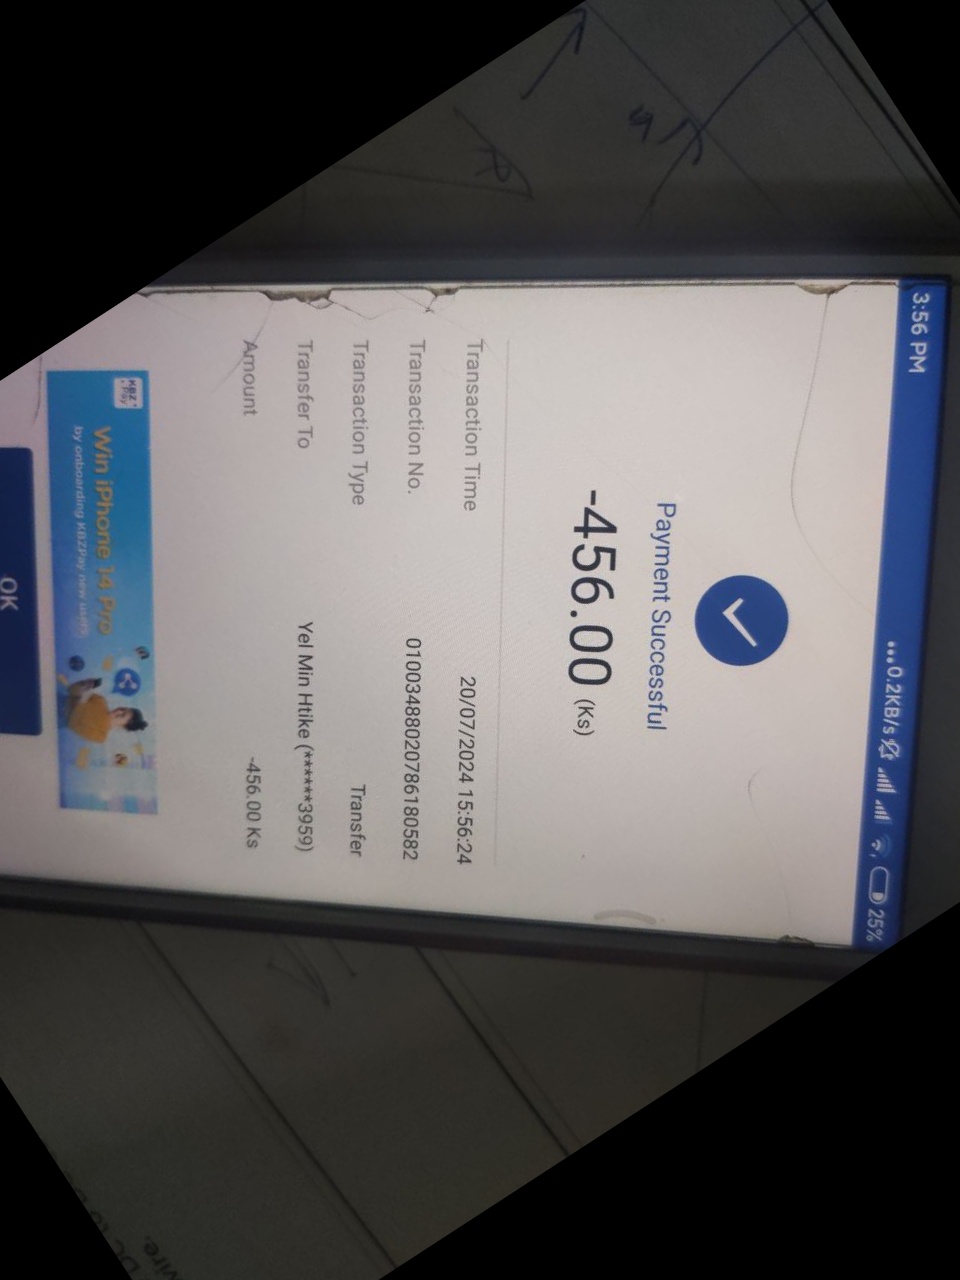 3:56 PM
...0.2KB/s
25%
Payment Successful
-456.00 (Ks)
Transaction Time 20/07/2024 15:56:24
Transaction No. 01003488020786180582
Transaction Type Transfer
Transfer To Yel Min Htike (******3959)
Amount -456.00 Ks
KBZ Pay
Win iPhone 14 Pro
by onboarding KBZPay new users
OK
wire.